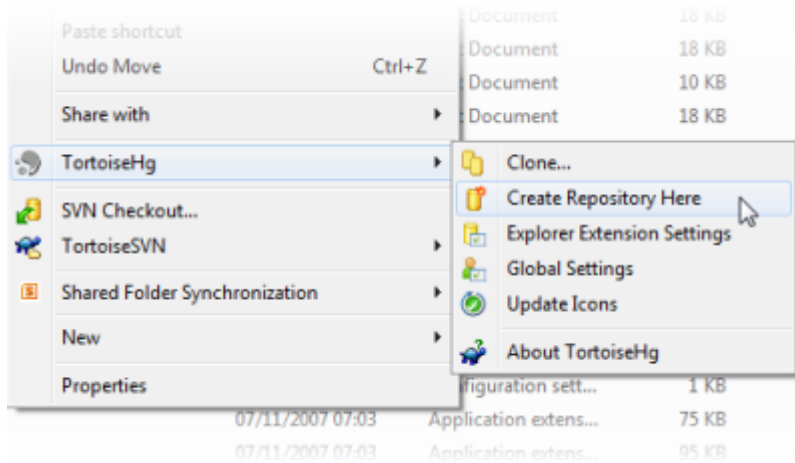 Document 18 KB
Paste shortcut
Document 18 KB
Undo Move Ctrl+Z
Document 10 KB
Share with
Document 18 KB
TortoiseHg
Clone...
SVN Checkout...
Create Repository Here
TortoiseSVN
Explorer Extension Settings
Shared Folder Synchronization
Global Settings
Update Icons
New
About TortoiseHg
Properties
figuration sett... 1 KB
07/11/2007 07:03 Application extens... 75 KB
07/11/2007 07:03 Application extens... 95 KB